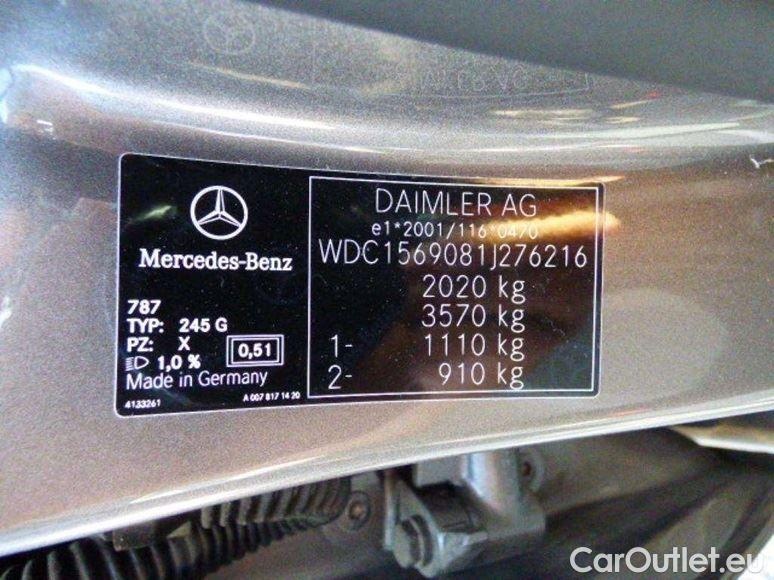 Mercedes-Benz
787
TYP: 245 G
PZ: X
1,0 %
0,51
Made in Germany
4133261
A 007 817 14 20
DAIMLER AG
e1*2001/116*0470
WDC1569081J276216
2020 kg
3570 kg
1- 1110 kg
2- 910 kg
CarOutlet.eu